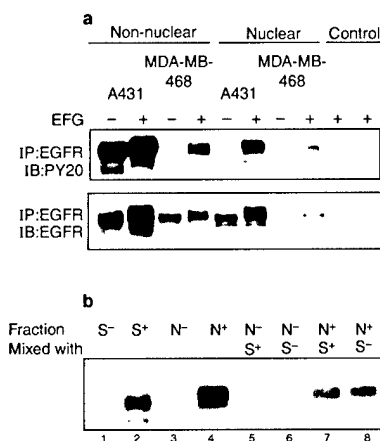 a
Non-nuclear Nuclear Control
MDA-MB-468 MDA-MB-468
A431 A431
EFG − + − + − + − + + +
IP:EGFR
IB:PY20
IP:EGFR
IB:EGFR
b
Fraction S− S+ N− N+ N− N− N+ N+
Mixed with S+ S− S+ S−
1 2 3 4 5 6 7 8